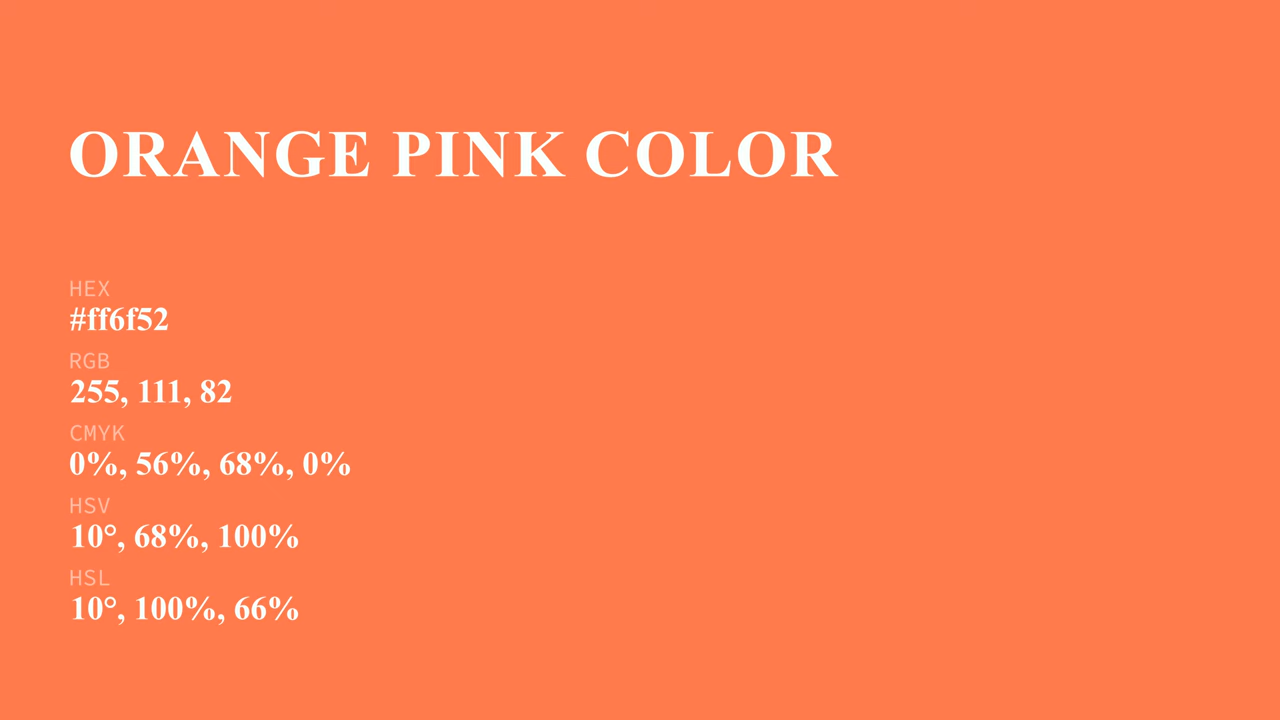 ORANGE PINK COLOR
HEX
#ff6f52
RGB
255, 111, 82
CMYK
0%, 56%, 68%, 0%
HSV
10°, 68%, 100%
HSL
10°, 100%, 66%